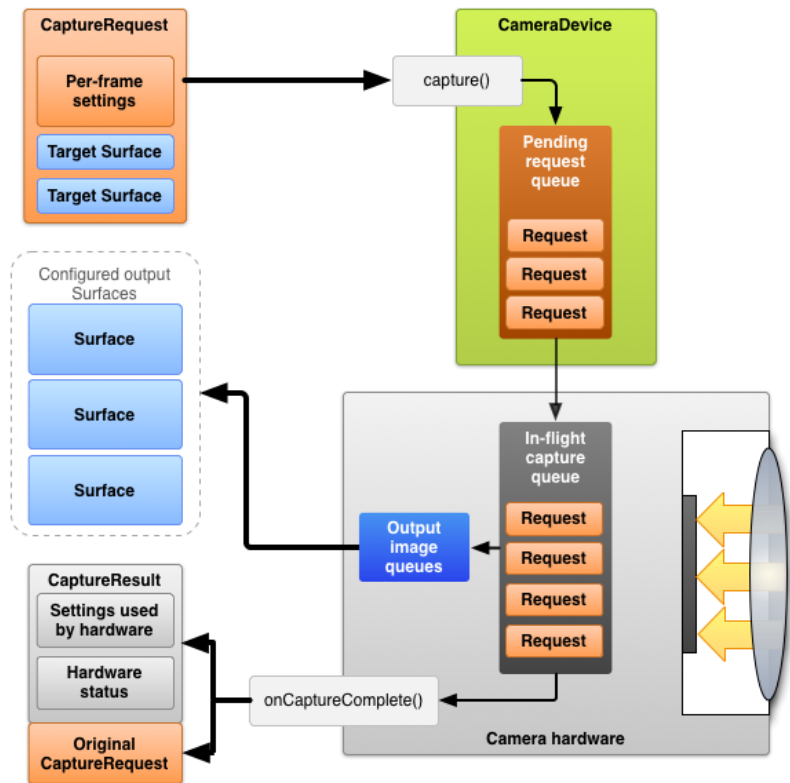 CaptureRequest
Per-frame
settings
Target Surface
Target Surface
capture()
CameraDevice
Pending
request
queue
Request
Request
Request
Configured output
Surfaces
Surface
Surface
Surface
In-flight
capture
queue
Request
Request
Request
Request
Output
image
queues
CaptureResult
Settings used
by hardware
Hardware
status
Original
CaptureRequest
onCaptureComplete()
Camera hardware